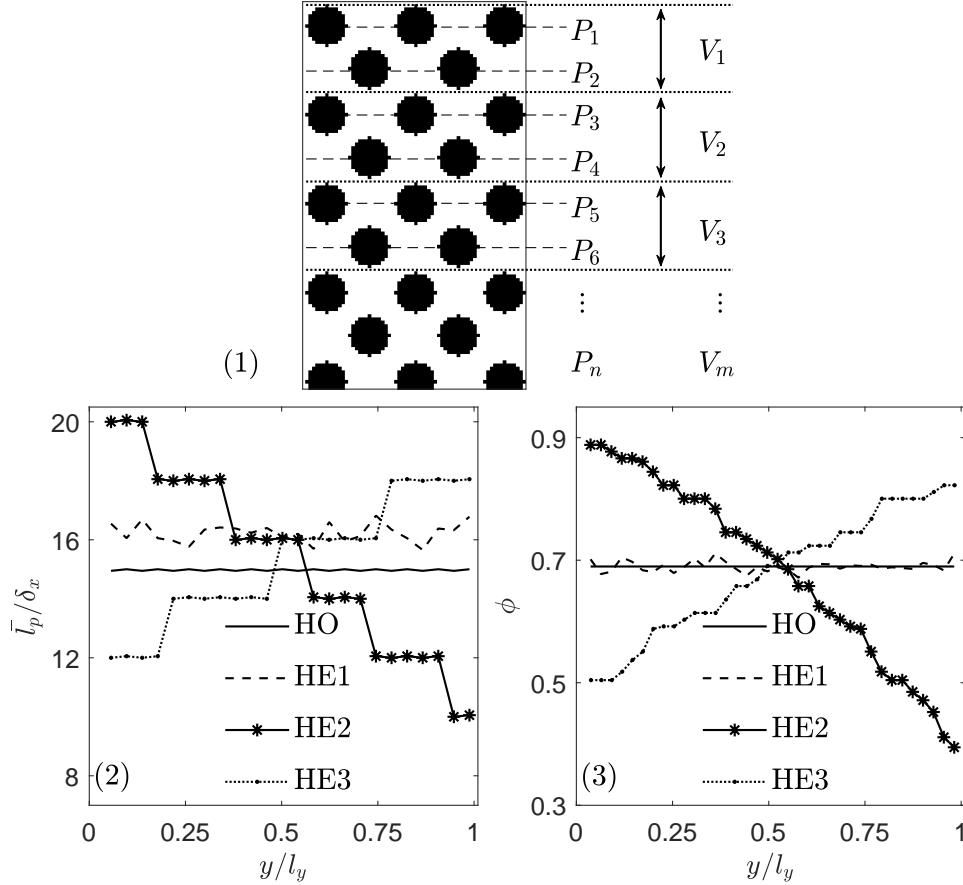 P₁
V₁
P₂
P₃
V₂
P₄
P₅
V₃
P₆
⋮ ⋮
(1)
Pₙ
Vₘ
20
16
12
8
l̄ₚ/δₓ
HO
HE1
HE2
HE3
(2)
0 0.25 0.5 0.75 1
y/l_y
0.9
0.7
0.5
0.3
ϕ
HO
HE1
HE2
HE3
(3)
0 0.25 0.5 0.75 1
y/l_y